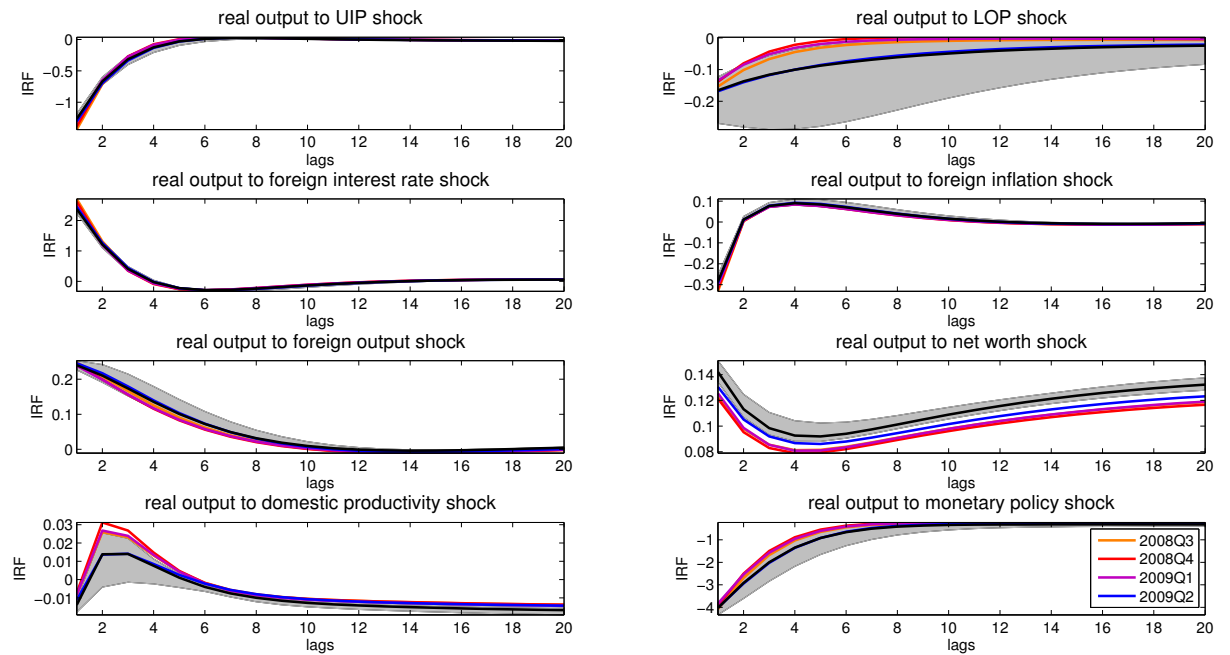 real output to UIP shock
0
−0.5
−1
IRF
2 4 6 8 10 12 14 16 18 20
lags
real output to LOP shock
0
−0.1
−0.2
IRF
2 4 6 8 10 12 14 16 18 20
lags
real output to foreign interest rate shock
2
1
0
IRF
2 4 6 8 10 12 14 16 18 20
lags
real output to foreign inflation shock
0.1
0
−0.1
−0.2
−0.3
IRF
2 4 6 8 10 12 14 16 18 20
lags
real output to foreign output shock
0.2
0.1
0
IRF
2 4 6 8 10 12 14 16 18 20
lags
real output to net worth shock
0.14
0.12
0.1
0.08
IRF
2 4 6 8 10 12 14 16 18 20
lags
real output to domestic productivity shock
0.03
0.02
0.01
0
−0.01
IRF
2 4 6 8 10 12 14 16 18 20
lags
real output to monetary policy shock
−1
−2
−3
−4
IRF
2 4 6 8 10 12 14 16 18 20
lags
2008Q3
2008Q4
2009Q1
2009Q2